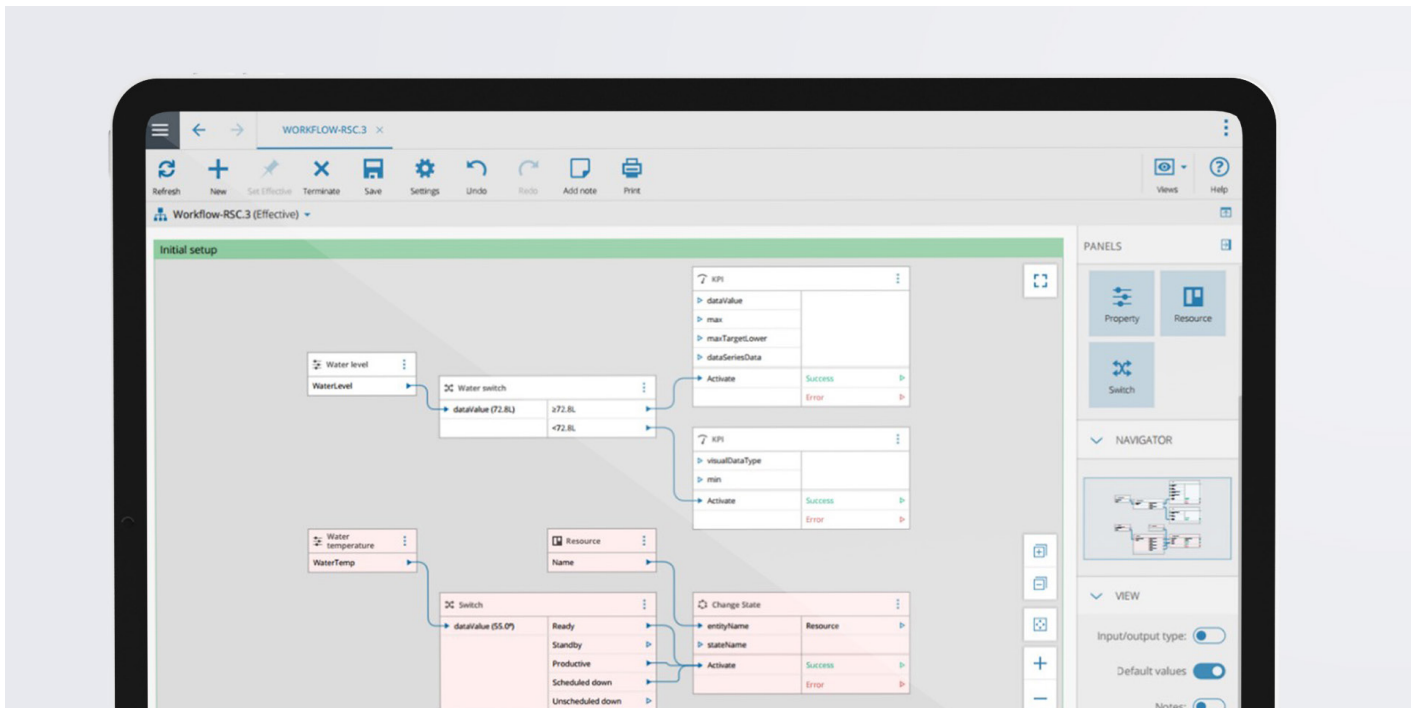 WORKFLOW-RSC.3
Refresh
New
Set Effective
Terminate
Save
Settings
Undo
Redo
Add note
Print
Views
Help
Workflow-RSC.3 (Effective)
Initial setup
PANELS
Property
Resource
Switch
NAVIGATOR
VIEW
Input/output type:
Default values
Notes:
KPI
dataValue
max
maxTargetLower
dataSeriesData
Activate
Success
Error
Water level
WaterLevel
Water switch
dataValue (72.8L)
≥72.8L
<72.8L
KPI
visualDataType
min
Activate
Success
Error
Water
temperature
WaterTemp
Resource
Name
Switch
dataValue (55.0°)
Ready
Standby
Productive
Scheduled down
Unscheduled down
Change State
entityName
Resource
stateName
Activate
Success
Error